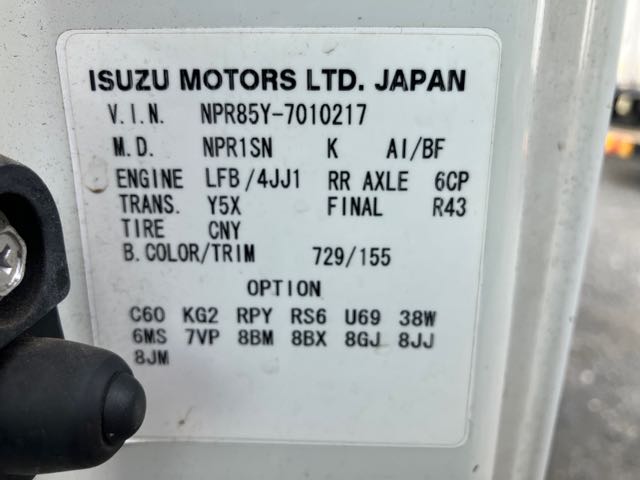 ISUZU MOTORS LTD. JAPAN
V.I.N. NPR85Y-7010217
M.D. NPR1SN K AI/BF
ENGINE LFB/4JJ1 RR AXLE 6CP
TRANS. Y5X FINAL R43
TIRE CNY
B.COLOR/TRIM 729/155
OPTION
C60 KG2 RPY RS6 U69 38W
6MS 7VP 8BM 8BX 8GJ 8JJ
8JM